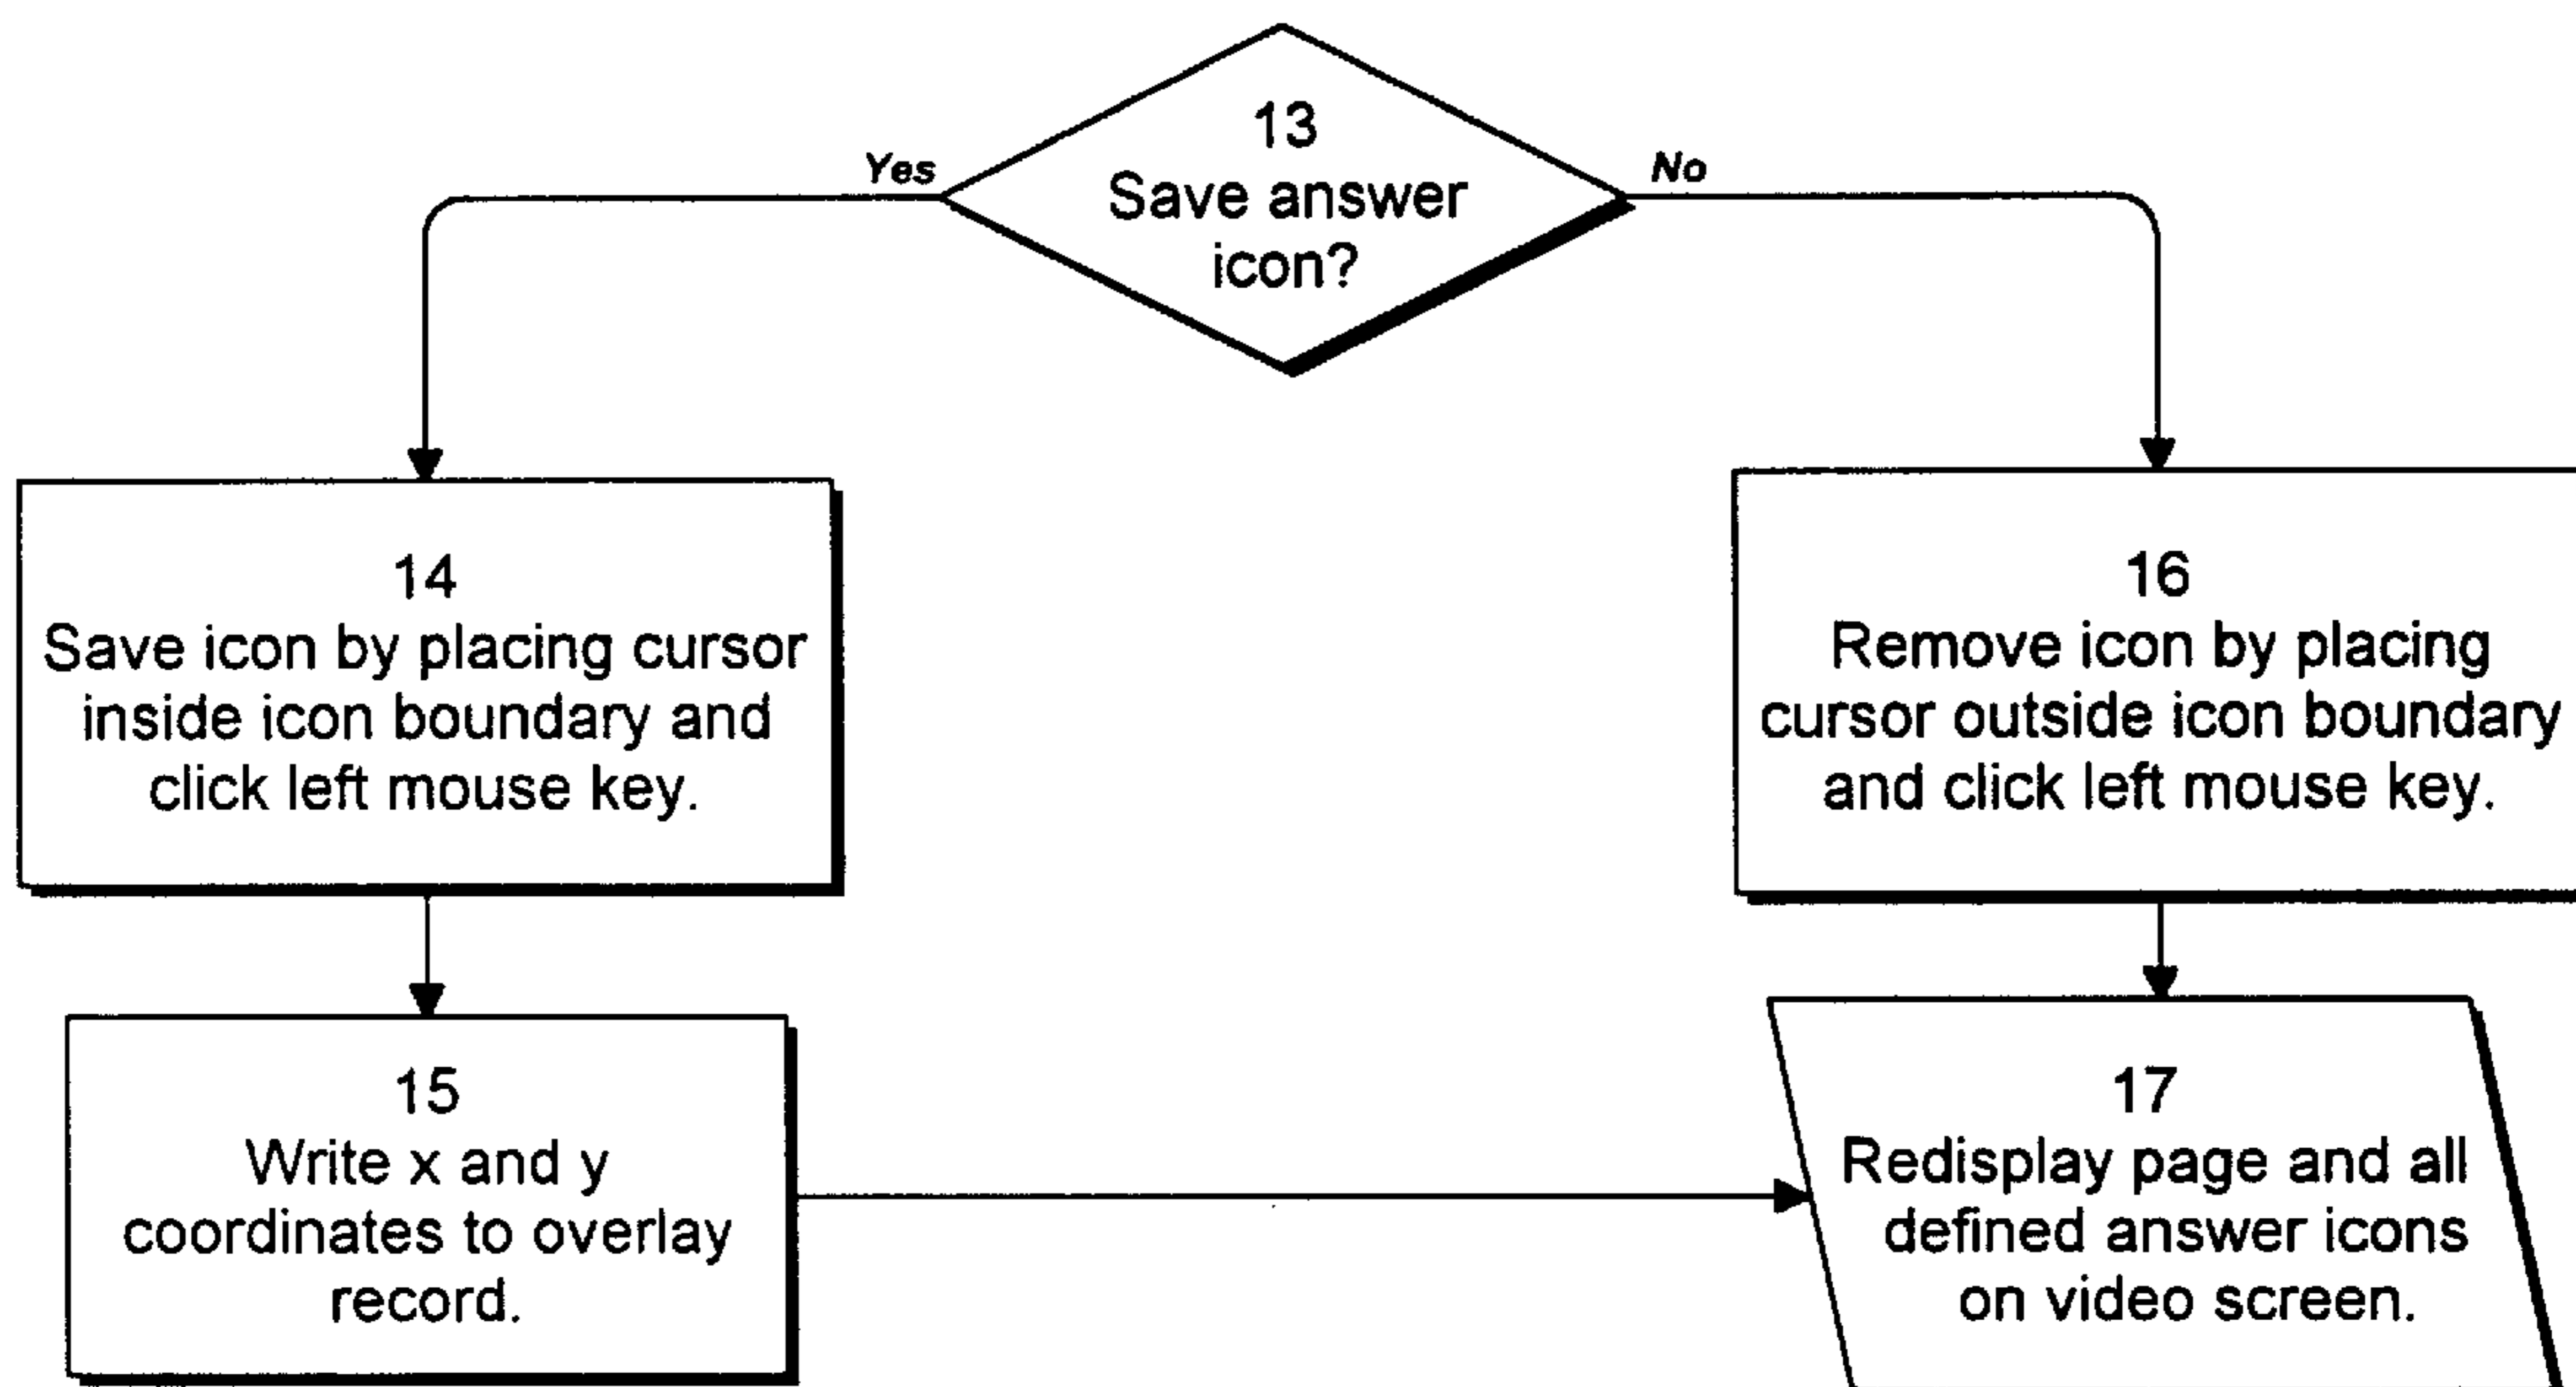 13
Save answer
icon?
Yes
No
14
Save icon by placing cursor
inside icon boundary and
click left mouse key.
16
Remove icon by placing
cursor outside icon boundary
and click left mouse key.
15
Write x and y
coordinates to overlay
record.
17
Redisplay page and all
defined answer icons
on video screen.